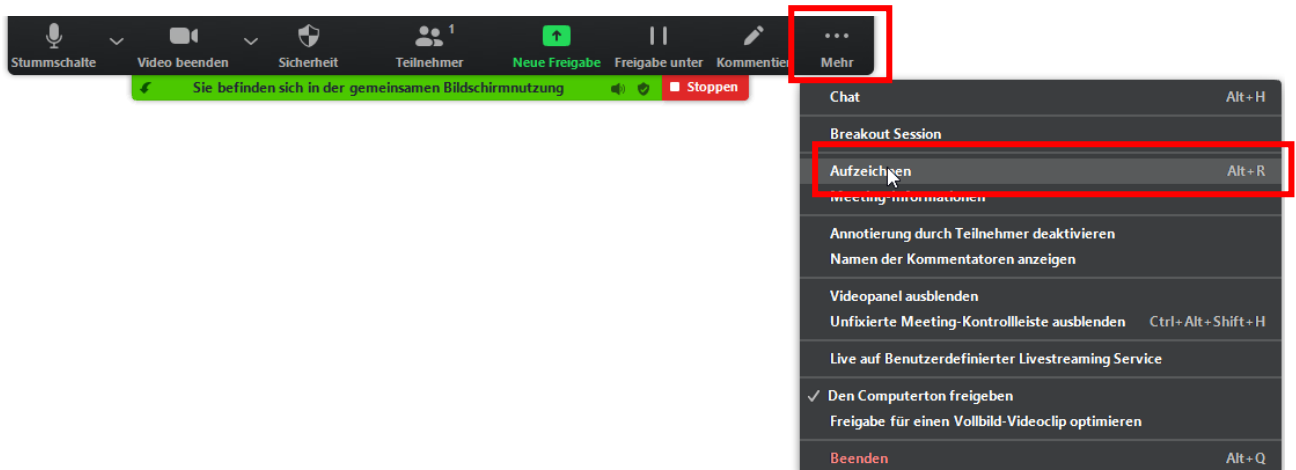 1
Stummschalte Video beenden Sicherheit Teilnehmer Neue Freigabe Freigabe unter Kommentier Mehr
Sie befinden sich in der gemeinsamen Bildschirmnutzung Stoppen
Chat Alt+H
Breakout Session
Aufzeichnen Alt+R
Meeting-Informationen
Annotierung durch Teilnehmer deaktivieren
Namen der Kommentatoren anzeigen
Videopanel ausblenden
Unfixierte Meeting-Kontrollleiste ausblenden Ctrl+Alt+Shift+H
Live auf Benutzerdefinierter Livestreaming Service
Den Computerton freigeben
Freigabe für einen Vollbild-Videoclip optimieren
Beenden Alt+Q